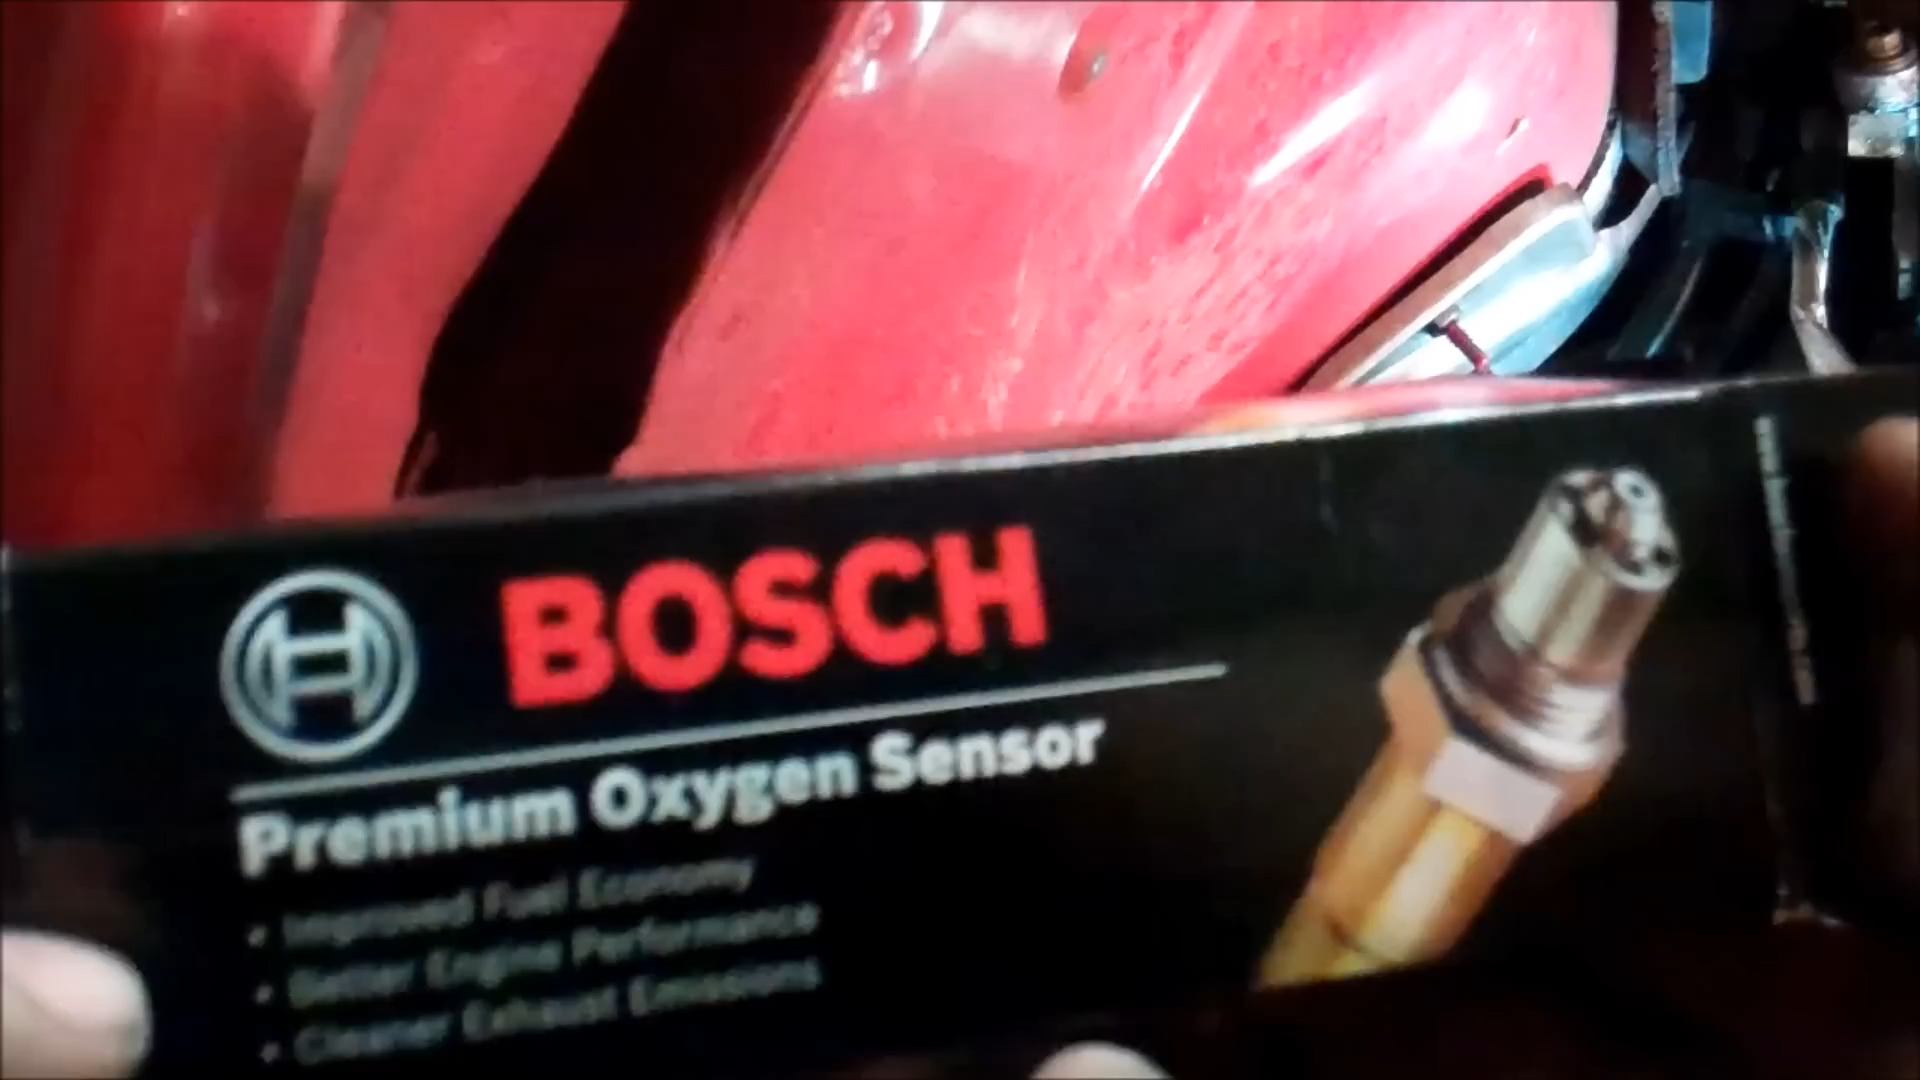 BOSCH
Premium Oxygen Sensor
• Improved Fuel Economy
• Better Engine Performance
• Cleaner Exhaust Emissions